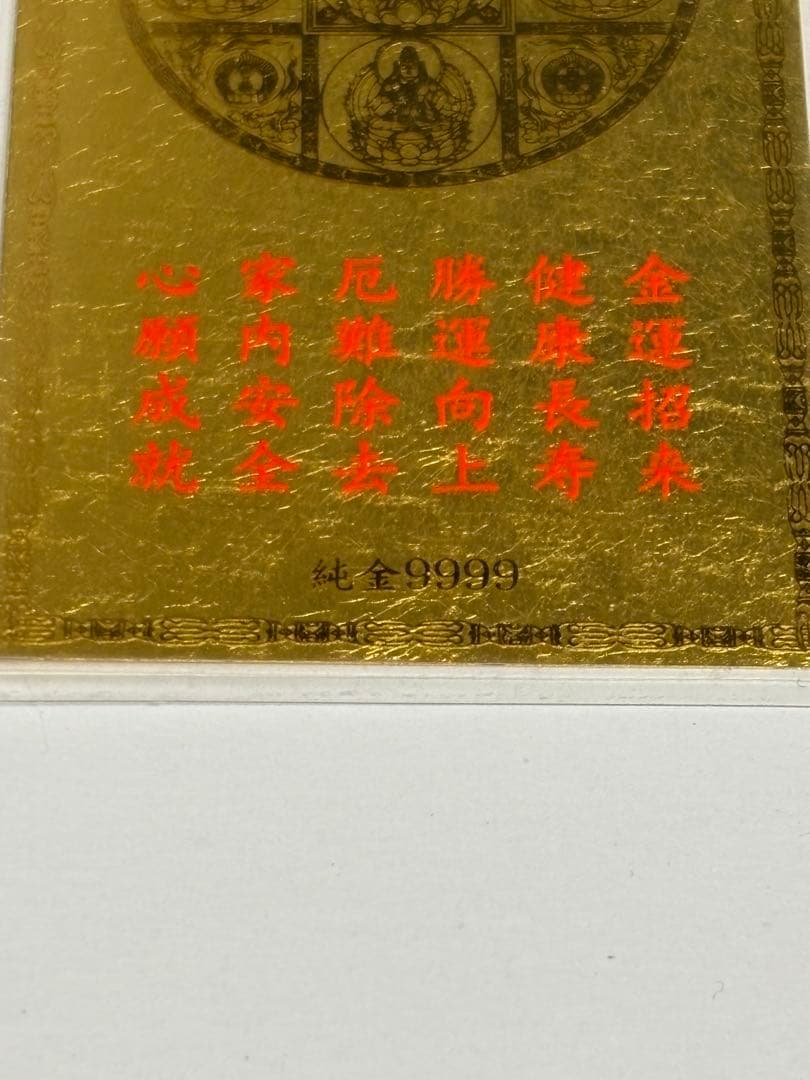 金運招来
健康長寿
勝運向上
厄難除去
家内安全
心願成就
純金9999